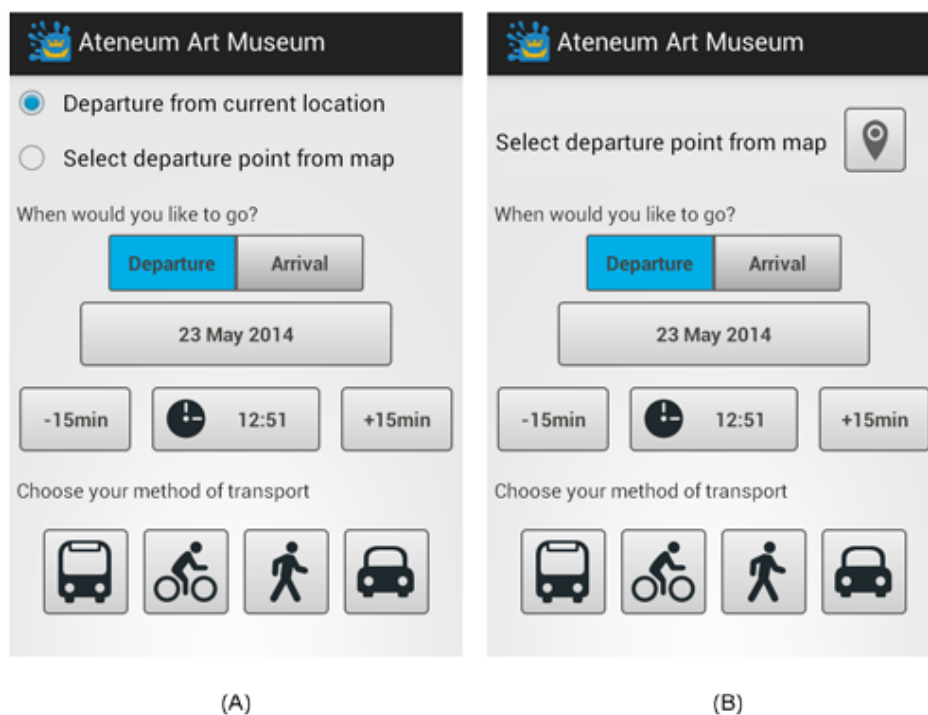 Ateneum Art Museum
Departure from current location
Select departure point from map
When would you like to go?
Departure Arrival
23 May 2014
-15min 12:51 +15min
Choose your method of transport
(A)
Ateneum Art Museum
Select departure point from map
When would you like to go?
Departure Arrival
23 May 2014
-15min 12:51 +15min
Choose your method of transport
(B)